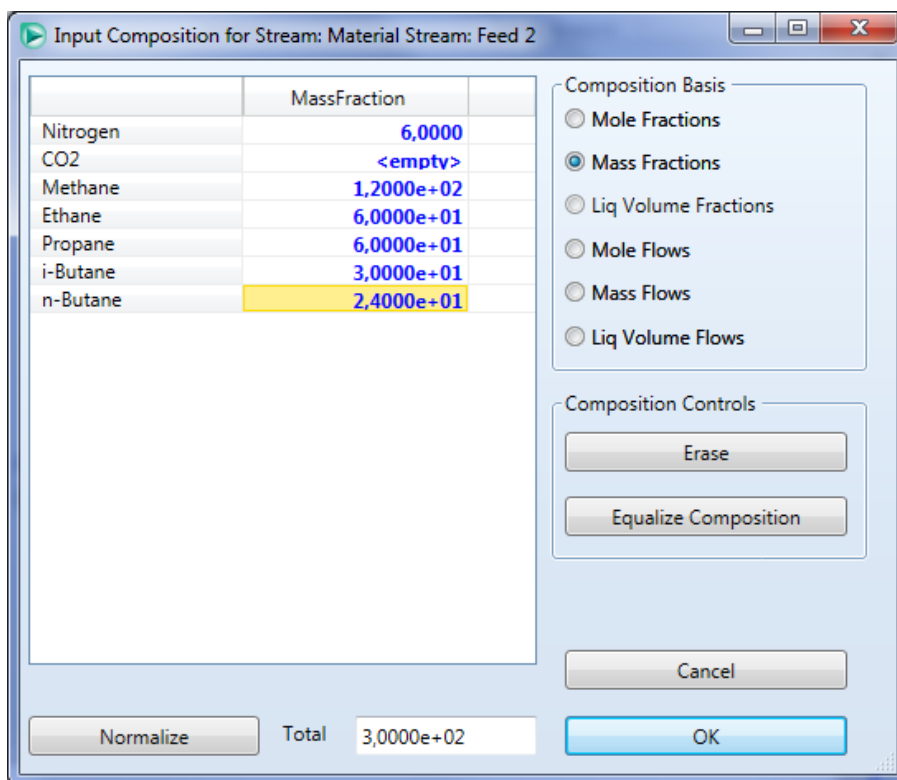 Input Composition for Stream: Material Stream: Feed 2
MassFraction
Nitrogen 6,0000
CO2 <empty>
Methane 1,2000e+02
Ethane 6,0000e+01
Propane 6,0000e+01
i-Butane 3,0000e+01
n-Butane 2,4000e+01
Normalize Total 3,0000e+02
Composition Basis
Mole Fractions
Mass Fractions
Liq Volume Fractions
Mole Flows
Mass Flows
Liq Volume Flows
Composition Controls
Erase
Equalize Composition
Cancel
OK